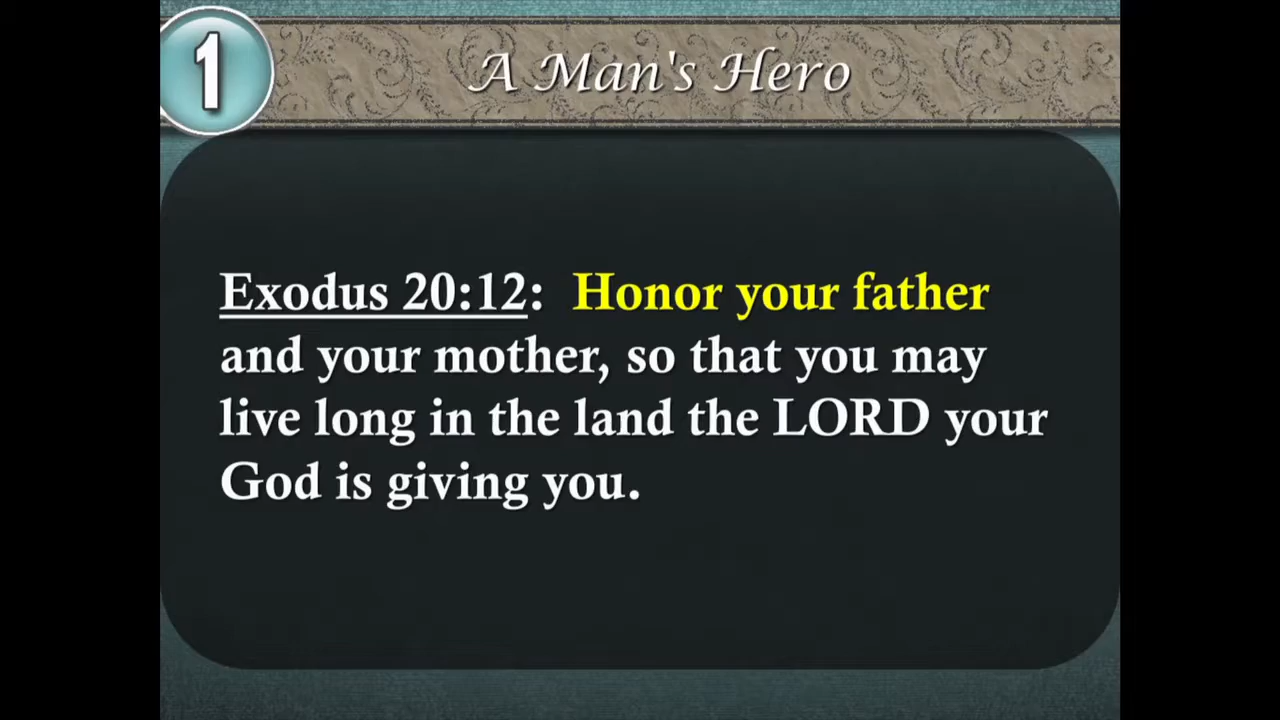 1
A Man's Hero
Exodus 20:12: Honor your father
and your mother, so that you may
live long in the land the LORD your
God is giving you.